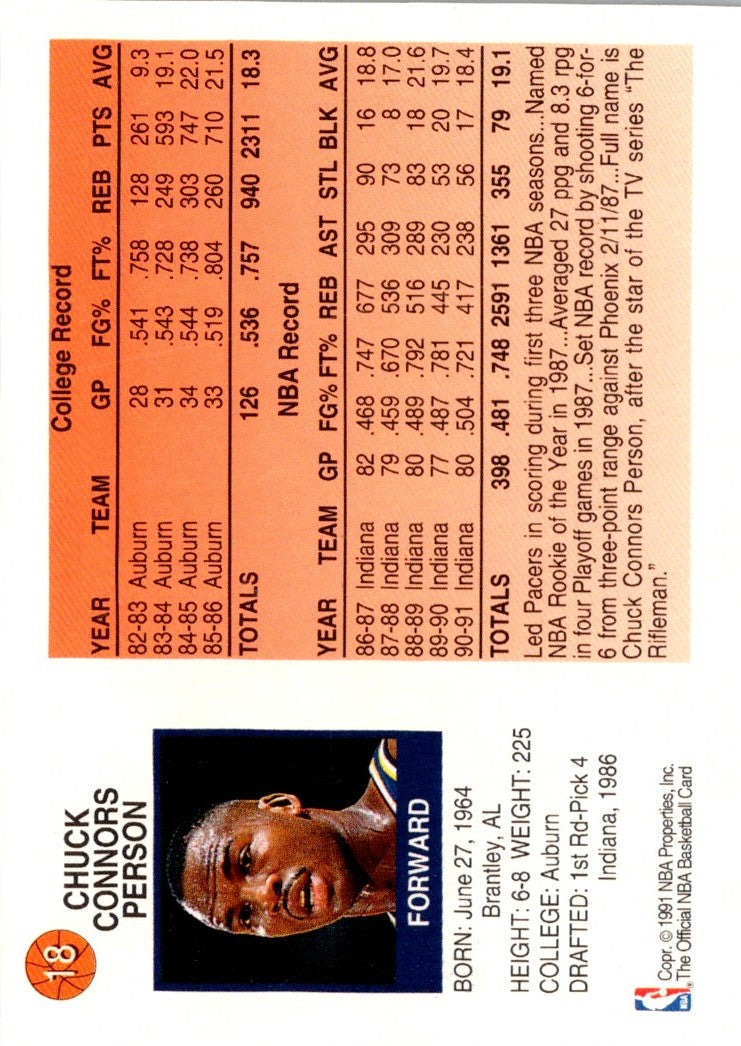 18
CHUCK
CONNORS
PERSON
FORWARD
BORN: June 27, 1964
Brantley, AL
HEIGHT: 6-8 WEIGHT: 225
COLLEGE: Auburn
DRAFTED: 1st Rd-Pick 4
Indiana, 1986
NBA
Copr. © 1991 NBA Properties, Inc.
The Official NBA Basketball Card
College Record
YEAR TEAM GP FG% FT% REB PTS AVG
82-83 Auburn 28 .541 .758 128 261 9.3
83-84 Auburn 31 .543 .728 249 593 19.1
84-85 Auburn 34 .544 .738 303 747 22.0
85-86 Auburn 33 .519 .804 260 710 21.5
TOTALS 126 .536 .757 940 2311 18.3
NBA Record
YEAR TEAM GP FG% FT% REB AST STL BLK AVG
86-87 Indiana 82 .468 .747 677 295 90 16 18.8
87-88 Indiana 79 .459 .670 536 309 73 8 17.0
88-89 Indiana 80 .489 .792 516 289 83 18 21.6
89-90 Indiana 77 .487 .781 445 230 53 20 19.7
90-91 Indiana 80 .504 .721 417 238 56 17 18.4
TOTALS 398 .481 .748 2591 1361 355 79 19.1
Led Pacers in scoring during first three NBA seasons...Named
NBA Rookie of the Year in 1987...Averaged 27 ppg and 8.3 rpg
in four Playoff games in 1987...Set NBA record by shooting 6-for-
6 from three-point range against Phoenix 2/11/87...Full name is
Chuck Connors Person, after the star of the TV series "The
Rifleman."